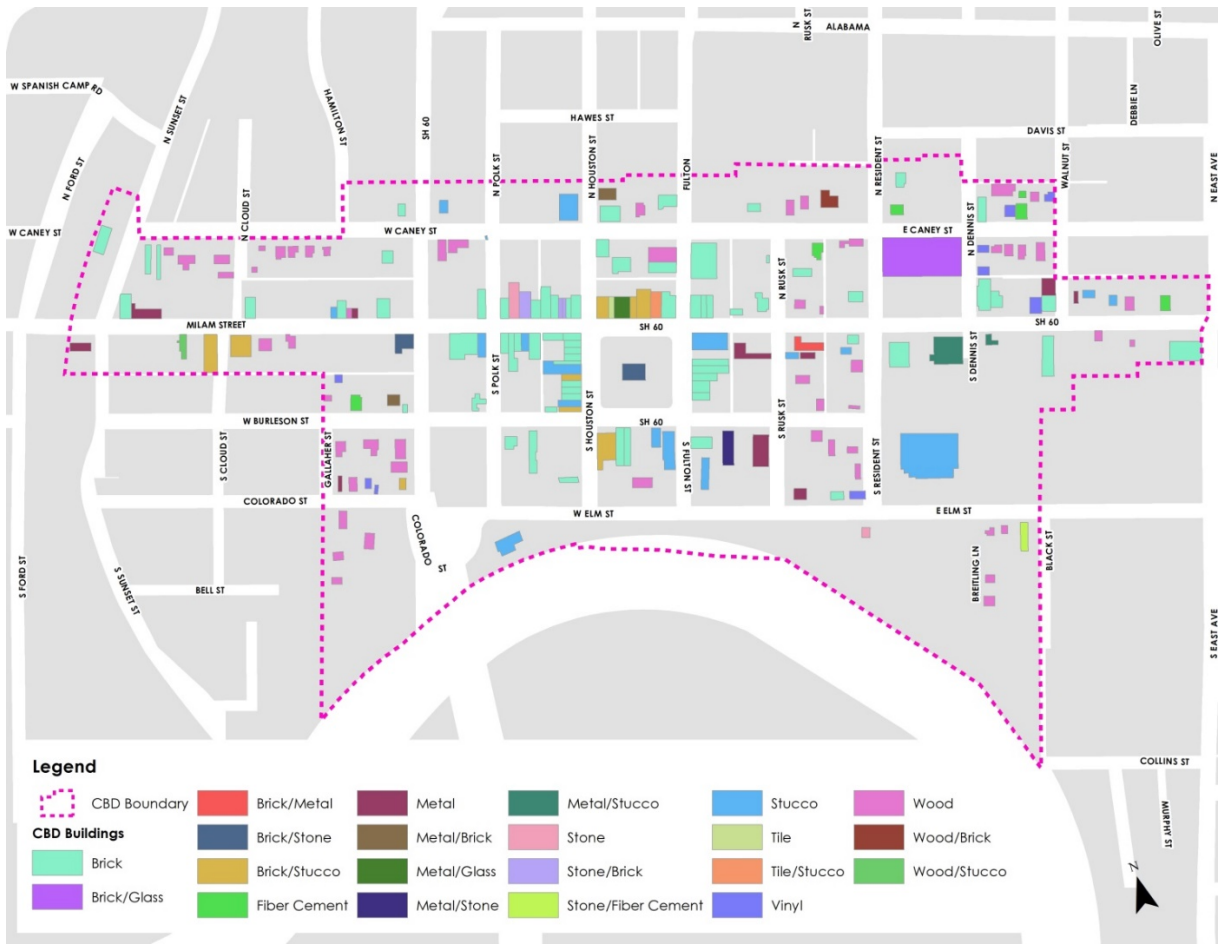 N RUSK ST
ALABAMA
OLIVE ST
W SPANISH CAMP RD
N SUNSET ST
HAMILTON ST
SH 60
HAWES ST
N HOUSTON ST
DEBBIE LN
DAVIS ST
WALNUT ST
N FORD ST
N CLOUD ST
N POLK ST
FULTON
N RESIDENT ST
N EAST AVE
W CANEY ST
W CANEY ST
E CANEY ST
N DENNIS ST
N RUSK ST
MILAM STREET
SH 60
SH 60
S POLK ST
S HOUSTON ST
S DENNIS ST
W BURLESON ST
SH 60
S RUSK ST
S CLOUD ST
GALLAHER ST
S FULTON ST
S RESIDENT ST
COLORADO ST
W ELM ST
E ELM ST
COLORADO ST
S FORD ST
S SUNSET ST
BELL ST
BREITLING LN
BLACK ST
S EAST AVE
COLLINS ST
MURPHY ST
N
Legend
CBD Boundary
CBD Buildings
Brick
Brick/Glass
Brick/Metal
Brick/Stone
Brick/Stucco
Fiber Cement
Metal
Metal/Brick
Metal/Glass
Metal/Stone
Metal/Stucco
Stone
Stone/Brick
Stone/Fiber Cement
Stucco
Tile
Tile/Stucco
Vinyl
Wood
Wood/Brick
Wood/Stucco